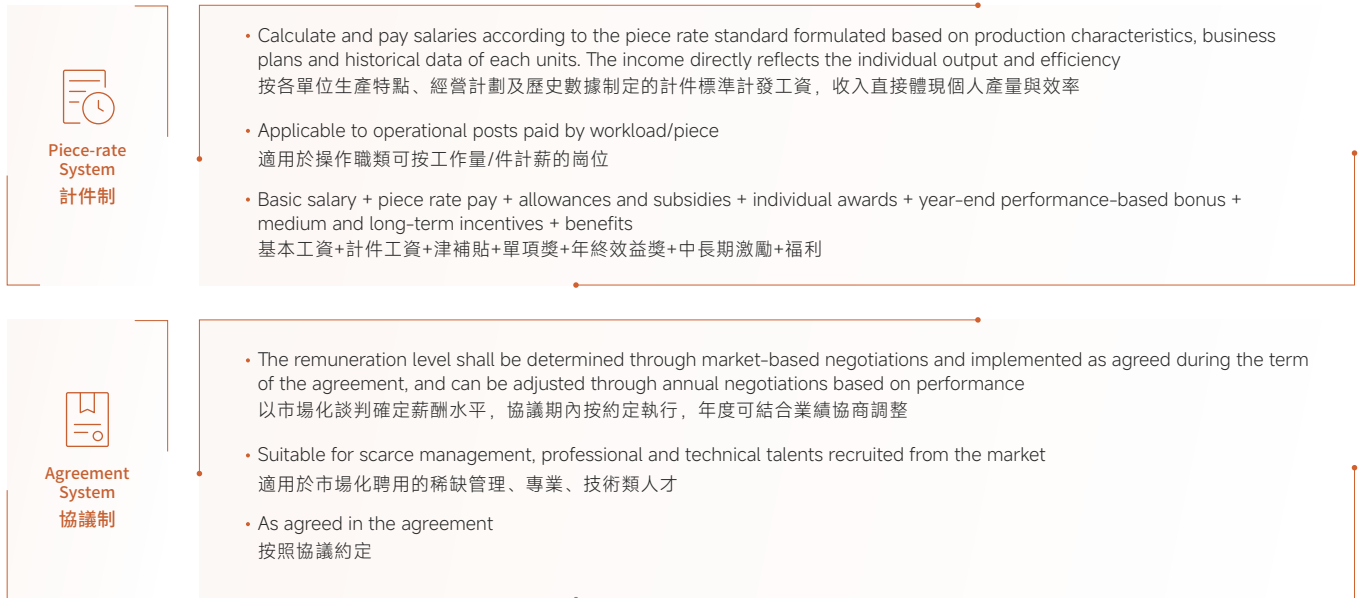 Piece-rate
System
計件制
• Calculate and pay salaries according to the piece rate standard formulated based on production characteristics, business
plans and historical data of each units. The income directly reflects the individual output and efficiency
按各單位生產特點、經營計劃及歷史數據制定的計件標準計發工資，收入直接體現個人產量與效率
• Applicable to operational posts paid by workload/piece
適用於操作職類可按工作量/件計薪的崗位
• Basic salary + piece rate pay + allowances and subsidies + individual awards + year-end performance-based bonus +
medium and long-term incentives + benefits
基本工資+計件工資+津補貼+單項獎+年終效益獎+中長期激勵+福利
Agreement
System
協議制
• The remuneration level shall be determined through market-based negotiations and implemented as agreed during the term
of the agreement, and can be adjusted through annual negotiations based on performance
以市場化談判確定薪酬水平，協議期內按約定執行，年度可結合業績協商調整
• Suitable for scarce management, professional and technical talents recruited from the market
適用於市場化聘用的稀缺管理、專業、技術類人才
• As agreed in the agreement
按照協議約定